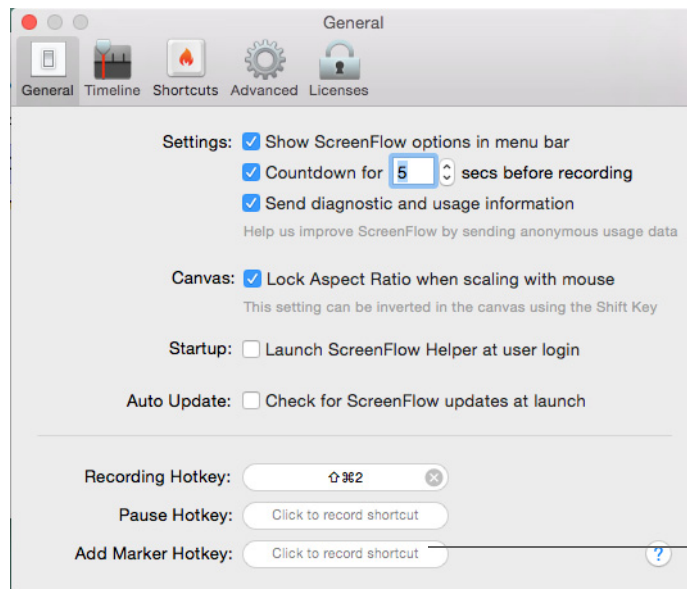 General
General Timeline Shortcuts Advanced Licenses
Settings: Show ScreenFlow options in menu bar
Countdown for 5 secs before recording
Send diagnostic and usage information
Help us improve ScreenFlow by sending anonymous usage data
Canvas: Lock Aspect Ratio when scaling with mouse
This setting can be inverted in the canvas using the Shift Key
Startup: Launch ScreenFlow Helper at user login
Auto Update: Check for ScreenFlow updates at launch
Recording Hotkey: ⇧⌘2
Pause Hotkey: Click to record shortcut
Add Marker Hotkey: Click to record shortcut ?